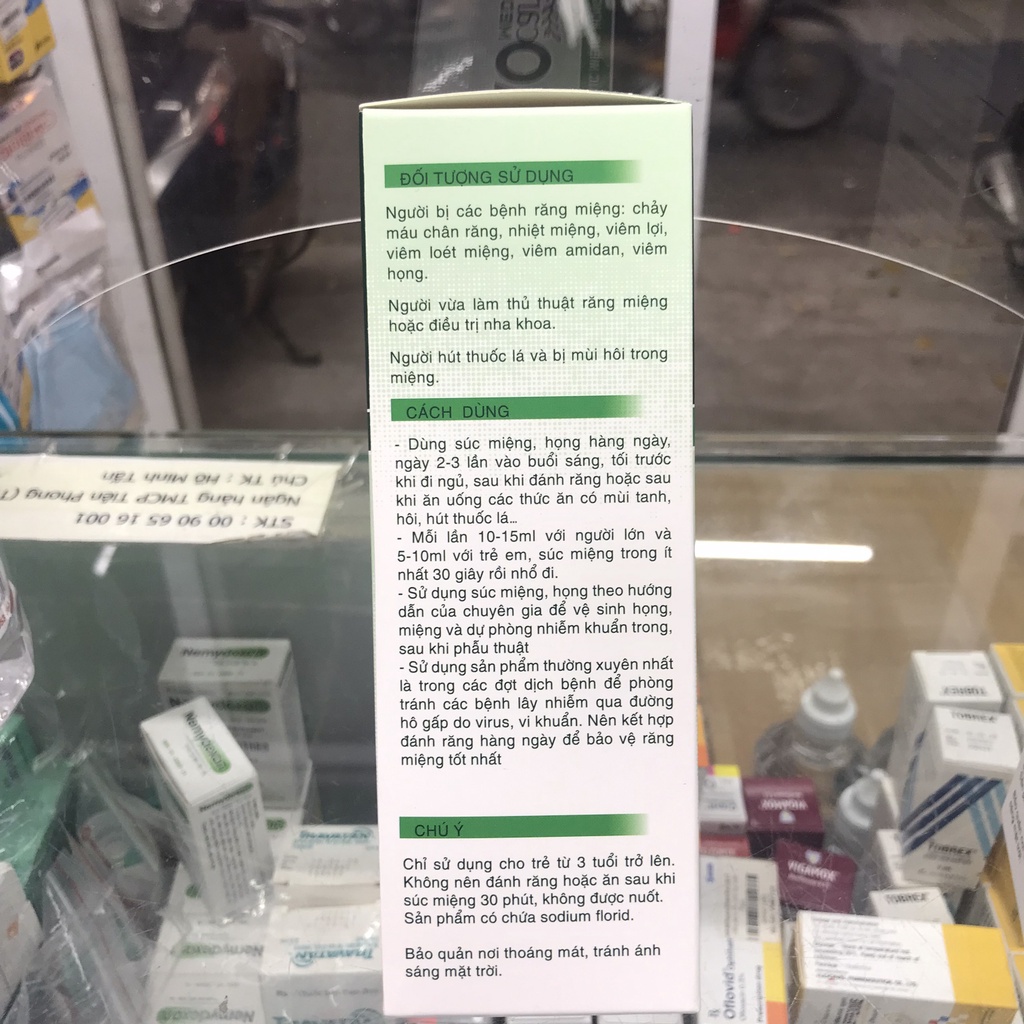 ĐỐI TƯỢNG SỬ DỤNG
Người bị các bệnh răng miệng: chảy
máu chân răng, nhiệt miệng, viêm lợi,
viêm loét miệng, viêm amidan, viêm
họng.
Người vừa làm thủ thuật răng miệng
hoặc điều trị nha khoa.
Người hút thuốc lá và bị mùi hôi trong
miệng.
CÁCH DÙNG
- Dùng súc miệng, họng hàng ngày,
ngày 2-3 lần vào buổi sáng, tối trước
khi đi ngủ, sau khi đánh răng hoặc sau
khi ăn uống các thức ăn có mùi tanh,
hôi, hút thuốc lá...
- Mỗi lần 10-15ml với người lớn và
5-10ml với trẻ em, súc miệng trong ít
nhất 30 giây rồi nhổ đi.
- Sử dụng súc miệng, họng theo hướng
dẫn của chuyên gia để vệ sinh họng,
miệng và dự phòng nhiễm khuẩn trong,
sau khi phẫu thuật
- Sử dụng sản phẩm thường xuyên nhất
là trong các đợt dịch bệnh để phòng
tránh các bệnh lây nhiễm qua đường
hô gấp do virus, vi khuẩn. Nên kết hợp
đánh răng hàng ngày để bảo vệ răng
miệng tốt nhất
CHÚ Ý
Chỉ sử dụng cho trẻ từ 3 tuổi trở lên.
Không nên đánh răng hoặc ăn sau khi
súc miệng 30 phút, không được nuốt.
Sản phẩm có chứa sodium florid.
Bảo quản nơi thoáng mát, tránh ánh
sáng mặt trời.
STK : 00 90 65 16 001
Ngân hàng TMCP Tiên Phong (T
Chủ TK : Hồ Minh Tân
Nemydexan
Nemydexan
TOBREX
TOBREX
VIGAMOX
VIGAMOX
Oflovid
TRAVATAN